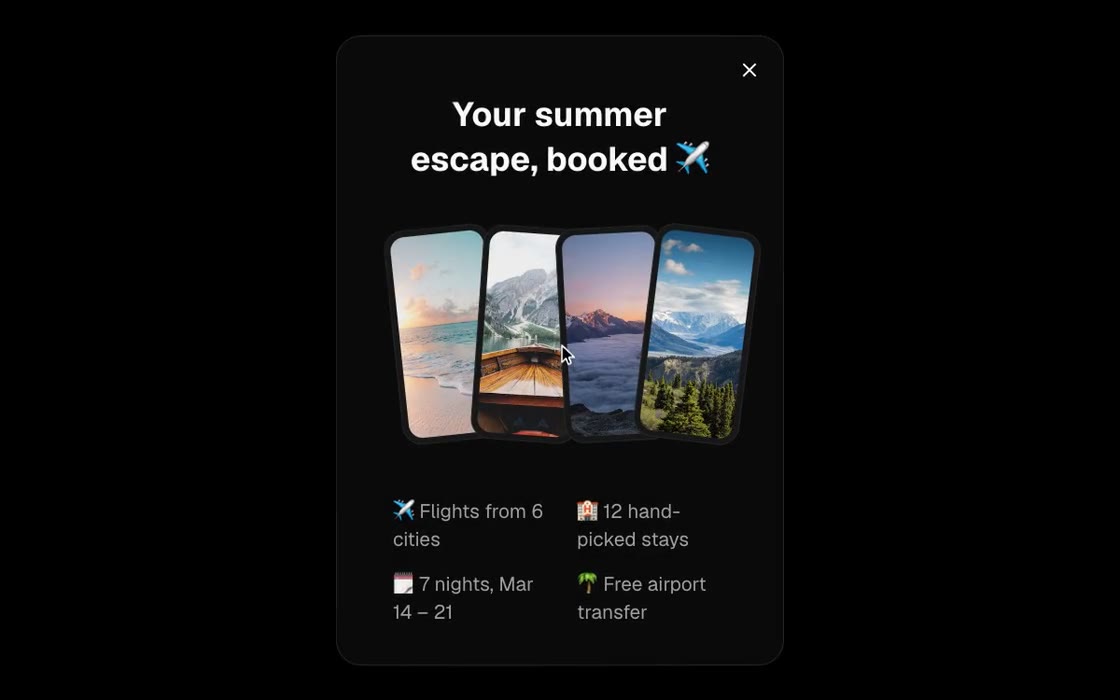 Your summer
escape, booked ✈️
✈️ Flights from 6
cities
🏨 12 hand-
picked stays
🗓️ 7 nights, Mar
14 – 21
🌴 Free airport
transfer